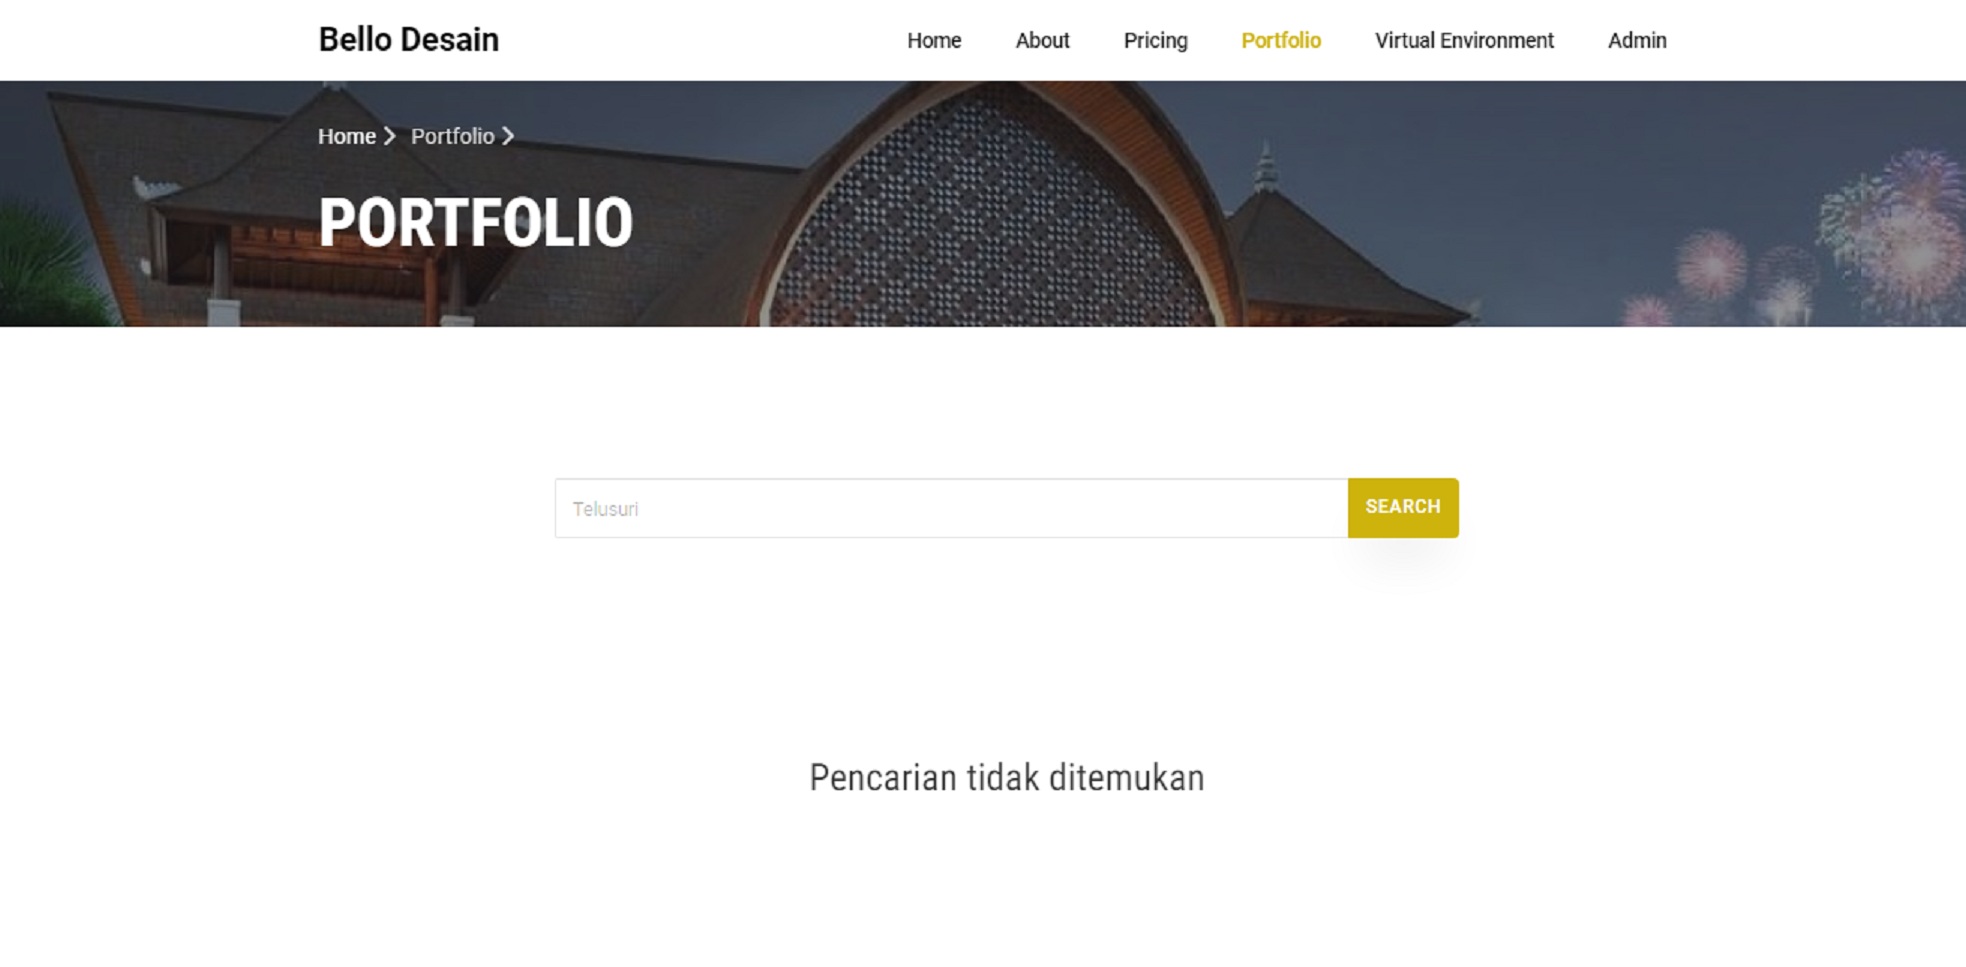 Bello Desain
Home About Pricing Portfolio Virtual Environment Admin
Home Portfolio
PORTFOLIO
Telusuri SEARCH
Pencarian tidak ditemukan